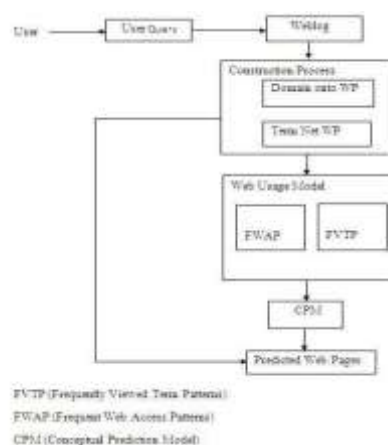 User
User Query
Weblog
Construction Process
Domain onto WP
Term Net WP
Web Usage Model
FWAP
FVTP
CPM
Predicted Web Pages
FVTP (Frequently Viewed Term Patterns)
FWAP (Frequent Web Access Patterns)
CPM (Conceptual Prediction Model)